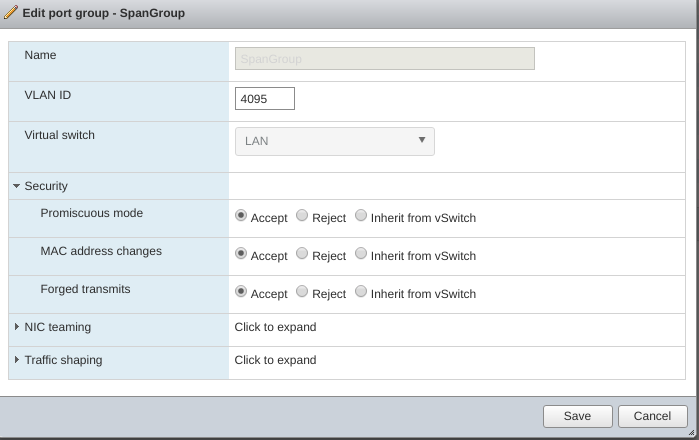 Edit port group - SpanGroup
Name SpanGroup
VLAN ID 4095
Virtual switch LAN
Security
Promiscuous mode Accept Reject Inherit from vSwitch
MAC address changes Accept Reject Inherit from vSwitch
Forged transmits Accept Reject Inherit from vSwitch
NIC teaming Click to expand
Traffic shaping Click to expand
Save Cancel